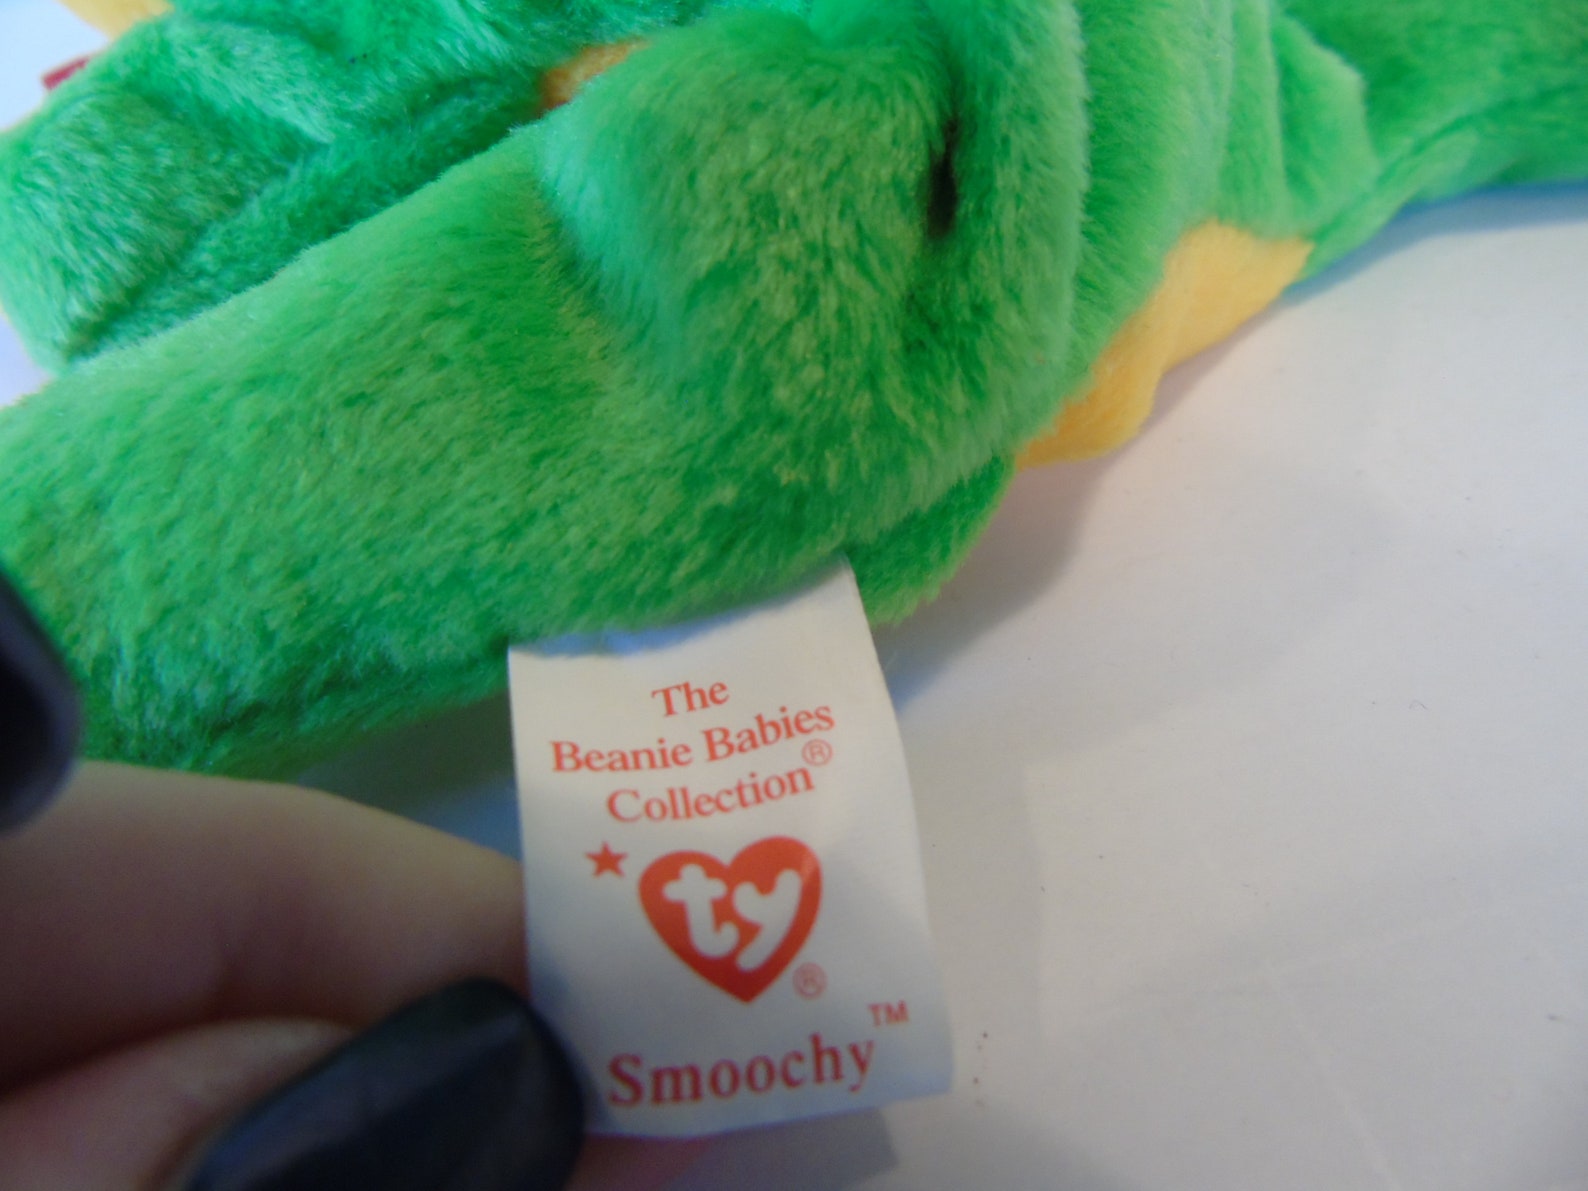 The
Beanie Babies
Collection®
ty®
Smoochy™